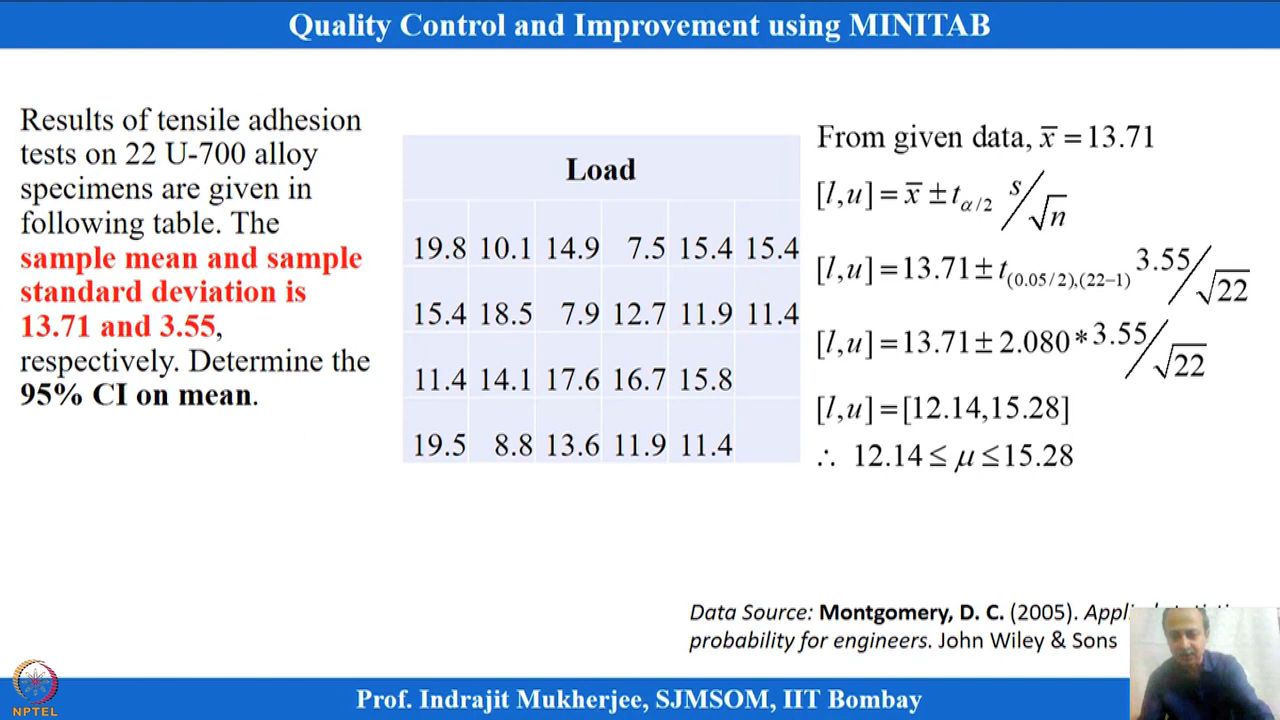 Quality Control and Improvement using MINITAB
Results of tensile adhesion
tests on 22 U-700 alloy
specimens are given in
following table. The
sample mean and sample
standard deviation is
13.71 and 3.55,
respectively. Determine the
95% CI on mean.
Load
19.8 10.1 14.9 7.5 15.4 15.4
15.4 18.5 7.9 12.7 11.9 11.4
11.4 14.1 17.6 16.7 15.8
19.5 8.8 13.6 11.9 11.4
From given data, x̄ = 13.71
[l,u] = x̄ ± t_{α/2} s/√n
[l,u] = 13.71 ± t_{(0.05/2),(22−1)} 3.55/√22
[l,u] = 13.71 ± 2.080 * 3.55/√22
[l,u] = [12.14,15.28]
∴ 12.14 ≤ μ ≤ 15.28
Data Source: Montgomery, D. C. (2005).
probability for engineers. John Wiley & Sons
NPTEL
Prof. Indrajit Mukherjee, SJMSOM, IIT Bombay